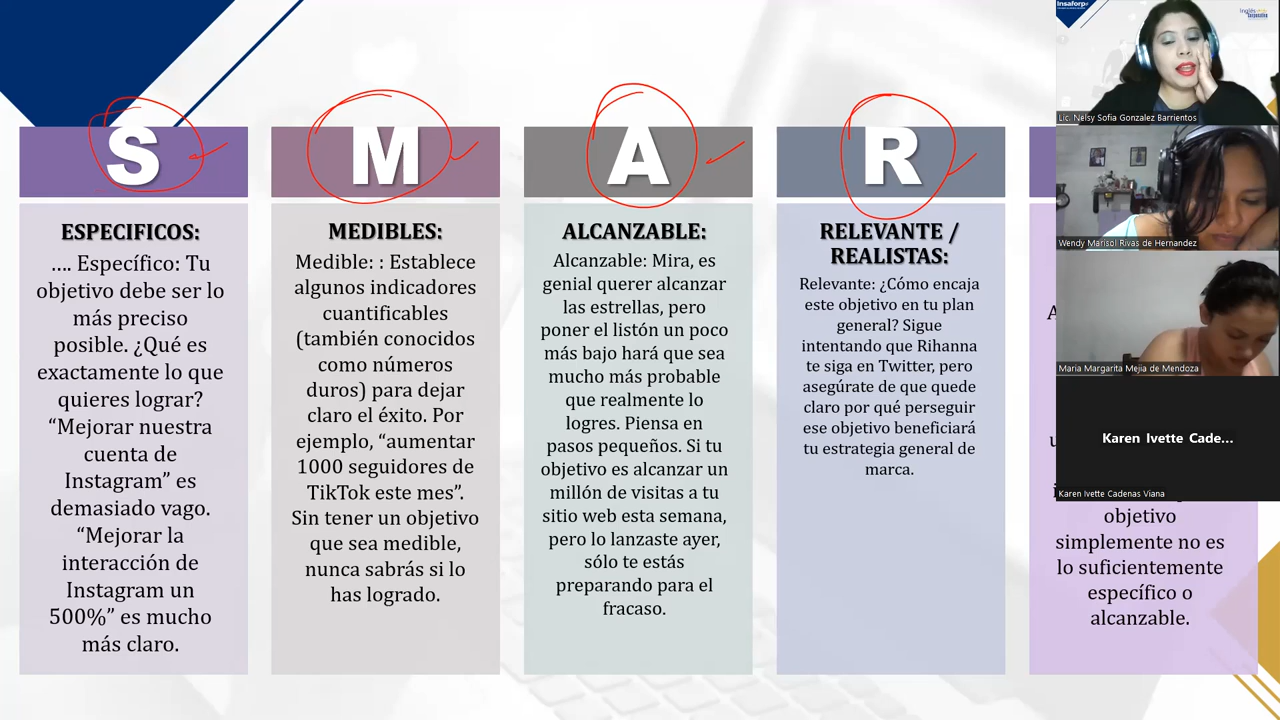 S
ESPECIFICOS:
.... Específico: Tu
objetivo debe ser lo
más preciso
posible. ¿Qué es
exactamente lo que
quieres lograr?
“Mejorar nuestra
cuenta de
Instagram” es
demasiado vago.
“Mejorar la
interacción de
Instagram un
500%” es mucho
más claro.
M
MEDIBLES:
Medible: : Establece
algunos indicadores
cuantificables
(también conocidos
como números
duros) para dejar
claro el éxito. Por
ejemplo, “aumentar
1000 seguidores de
TikTok este mes”.
Sin tener un objetivo
que sea medible,
nunca sabrás si lo
has logrado.
A
ALCANZABLE:
Alcanzable: Mira, es
genial querer alcanzar
las estrellas, pero
poner el listón un poco
más bajo hará que sea
mucho más probable
que realmente lo
logres. Piensa en
pasos pequeños. Si tu
objetivo es alcanzar un
millón de visitas a tu
sitio web esta semana,
pero lo lanzaste ayer,
sólo te estás
preparando para el
fracaso.
R
RELEVANTE /
REALISTAS:
Relevante: ¿Cómo encaja
este objetivo en tu plan
general? Sigue
intentando que Rihanna
te siga en Twitter, pero
asegúrate de que quede
claro por qué perseguir
ese objetivo beneficiará
tu estrategia general de
marca.
objetivo
simplemente no es
lo suficientemente
específico o
alcanzable.
Insaforp
Lic. Nelsy Sofia Gonzalez Barrientos
Wendy Marisol Rivas de Hernandez
Maria Margarita Mejia de Mendoza
Karen Ivette Cade...
Karen Ivette Cadenas Viana